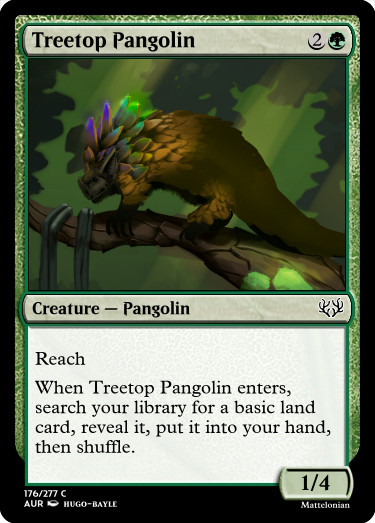 Treetop Pangolin 2
Creature — Pangolin
Reach
When Treetop Pangolin enters,
search your library for a basic land
card, reveal it, put it into your hand,
then shuffle.
1/4
176/277 C
AUR HUGO-BAYLE
Mattelonian